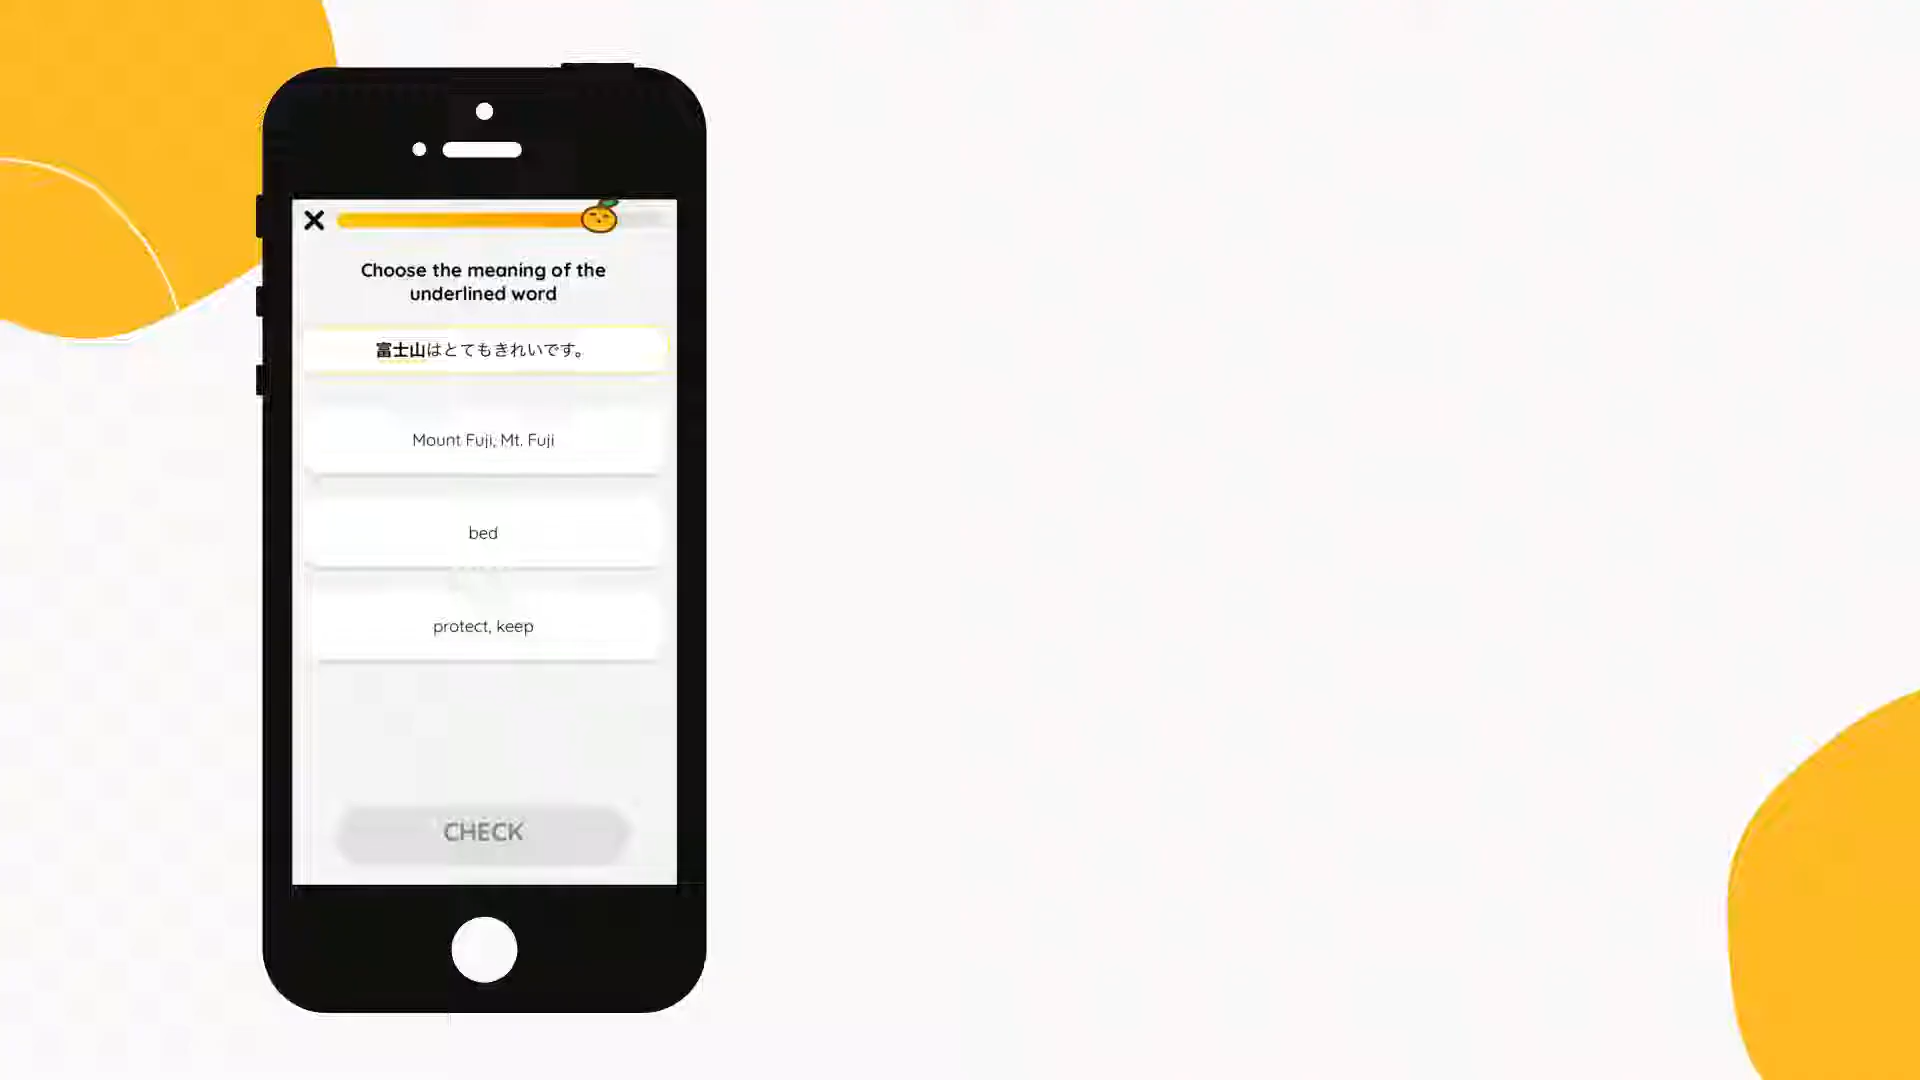 Choose the meaning of the
underlined word
富士山はとてもきれいです。
Mount Fuji, Mt. Fuji
bed
protect, keep
CHECK